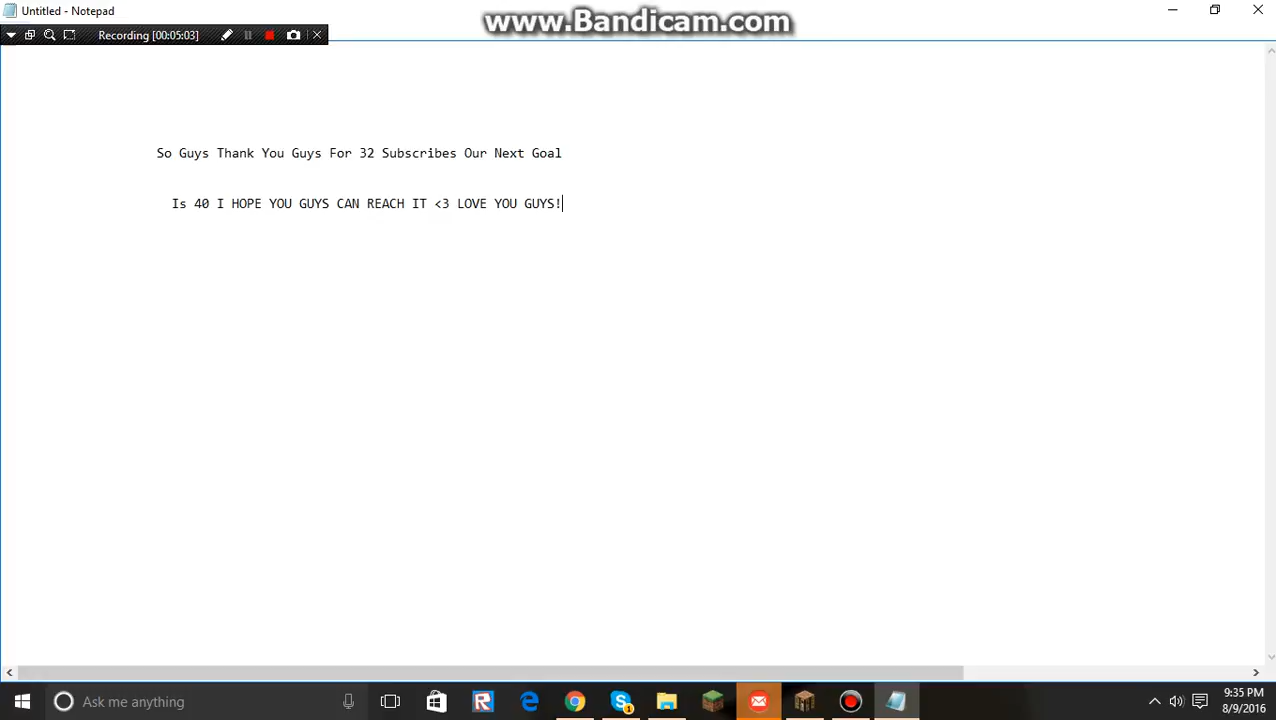 Untitled - Notepad
www.Bandicam.com
Recording [00:05:03]
So Guys Thank You Guys For 32 Subscribes Our Next Goal
Is 40 I HOPE YOU GUYS CAN REACH IT <3 LOVE YOU GUYS!
Ask me anything
9:35 PM
8/9/2016